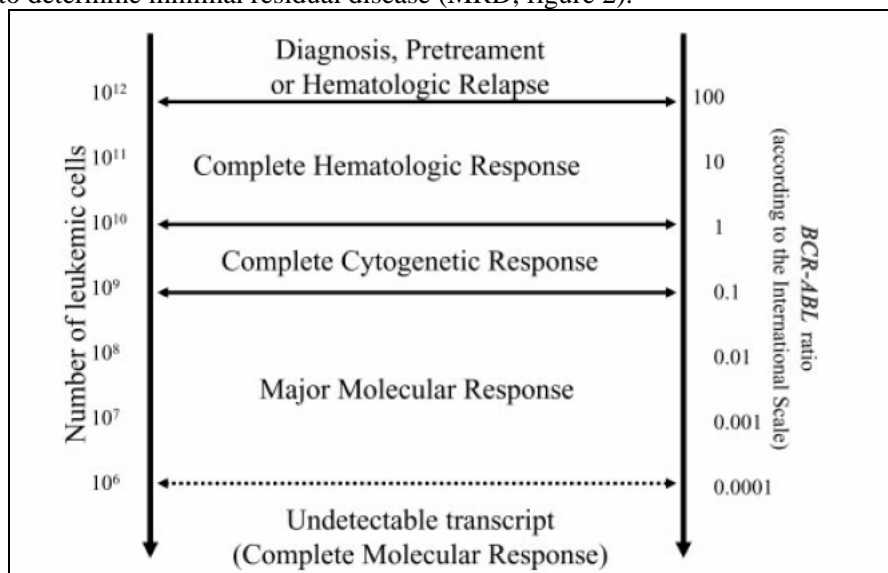 to determine minimal residual disease (MRD, figure 2).
Diagnosis, Pretreament
or Hematologic Relapse
10¹²
100
10¹¹
Complete Hematologic Response
10
10¹⁰
1
Complete Cytogenetic Response
10⁹
0.1
10⁸
0.01
Major Molecular Response
10⁷
0.001
10⁶
0.0001
Undetectable transcript
(Complete Molecular Response)
Number of leukemic cells
BCR-ABL ratio
(according to the International Scale)